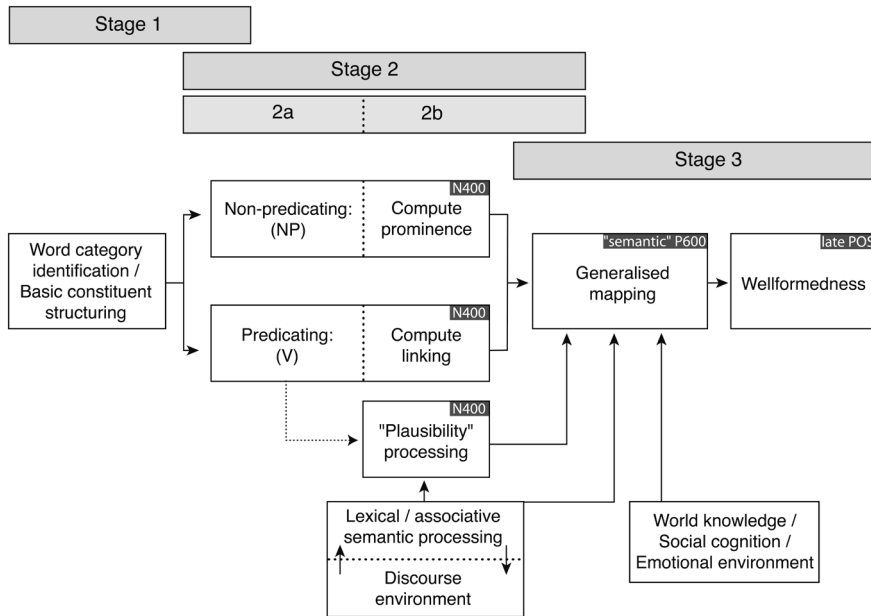 Stage 1
Stage 2
2a
2b
Stage 3
N400
Non-predicating:
(NP)
Compute
prominence
Word category
identification /
Basic constituent
structuring
"semantic" P600
Generalised
mapping
late POS
Wellformedness
N400
Predicating:
(V)
Compute
linking
N400
"Plausibility"
processing
Lexical / associative
semantic processing
Discourse
environment
World knowledge /
Social cognition /
Emotional environment